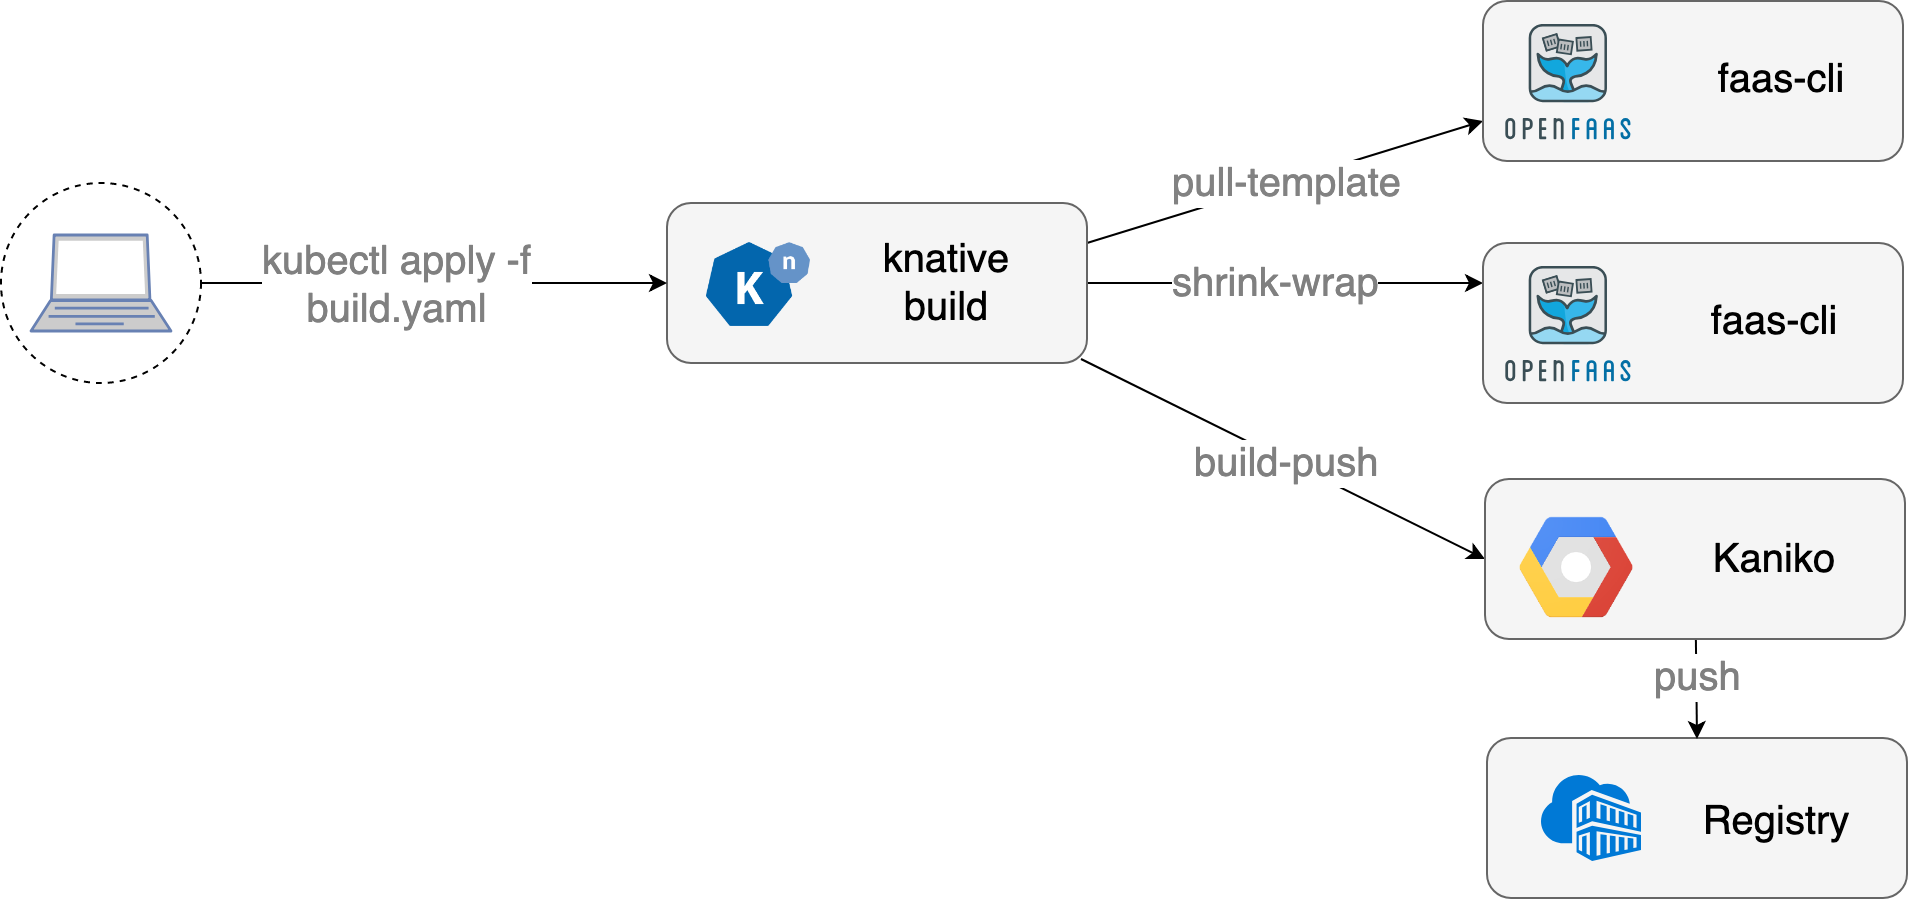 kubectl apply -f
build.yaml
K
n
knative
build
pull-template
shrink-wrap
build-push
OPENFAAS
faas-cli
OPENFAAS
faas-cli
Kaniko
push
Registry